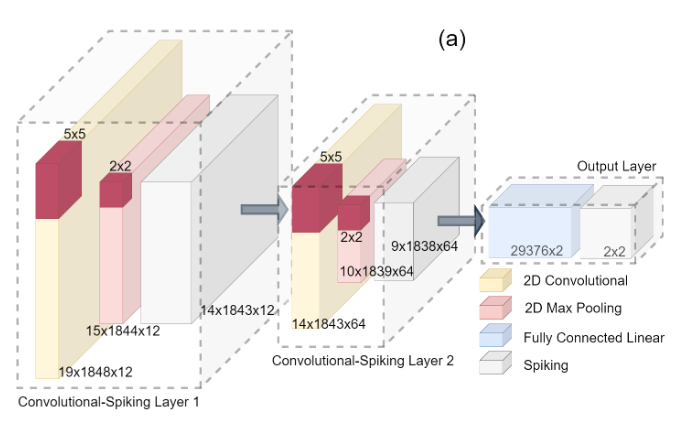 (a)
5x5
2x2
14x1843x12
15x1844x12
19x1848x12
Convolutional-Spiking Layer 1
5x5
2x2
9x1838x64
10x1839x64
14x1843x64
Convolutional-Spiking Layer 2
Output Layer
29376x2
2x2
2D Convolutional
2D Max Pooling
Fully Connected Linear
Spiking